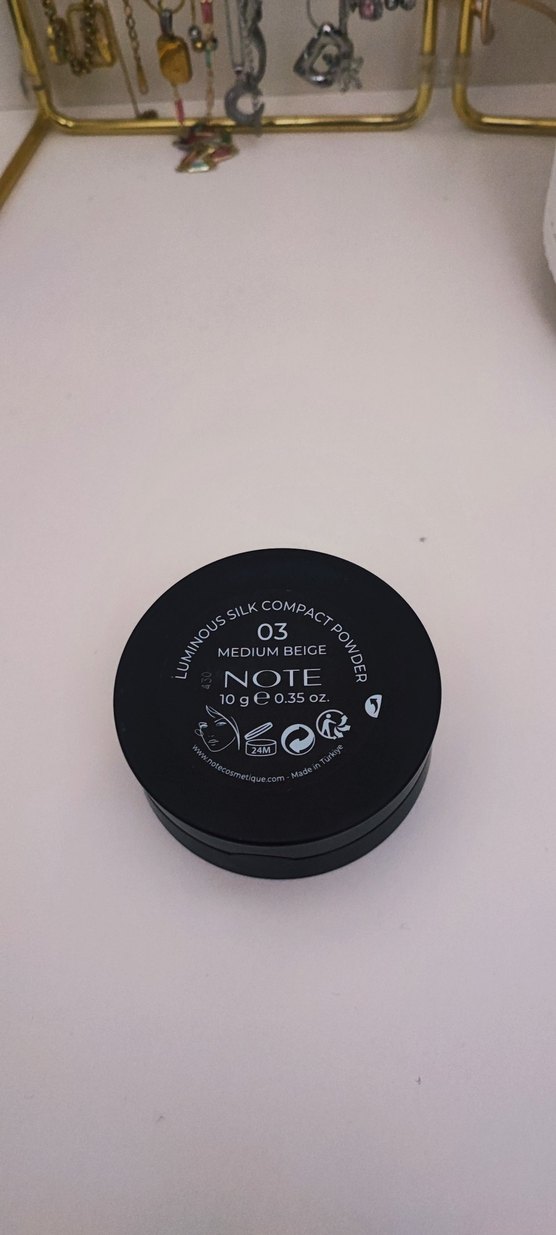 LUMINOUS SILK COMPACT POWDER
03
MEDIUM BEIGE
430
NOTE
10 g ℮ 0.35 oz.
24M
www.notecosmetique.com - Made in Türkiye